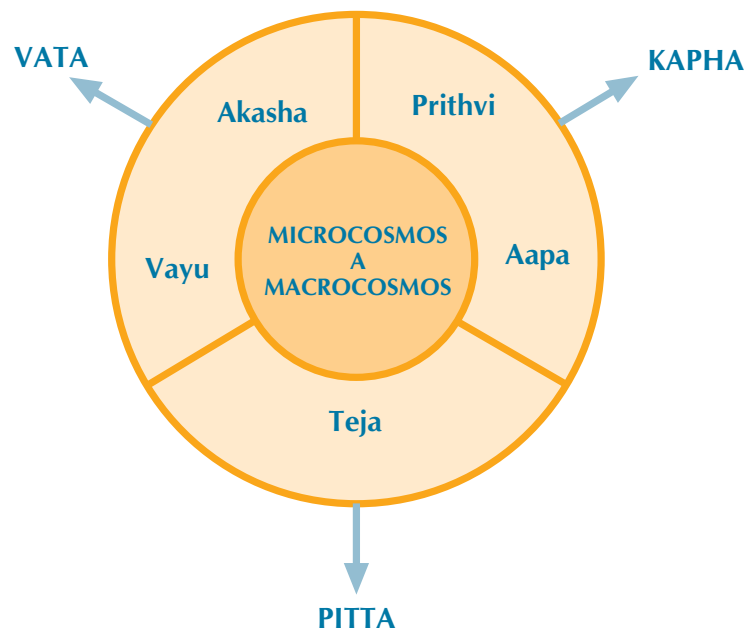 VATA
KAPHA
Akasha
Prithvi
MICROCOSMOS
A
MACROCOSMOS
Vayu
Aapa
Teja
PITTA